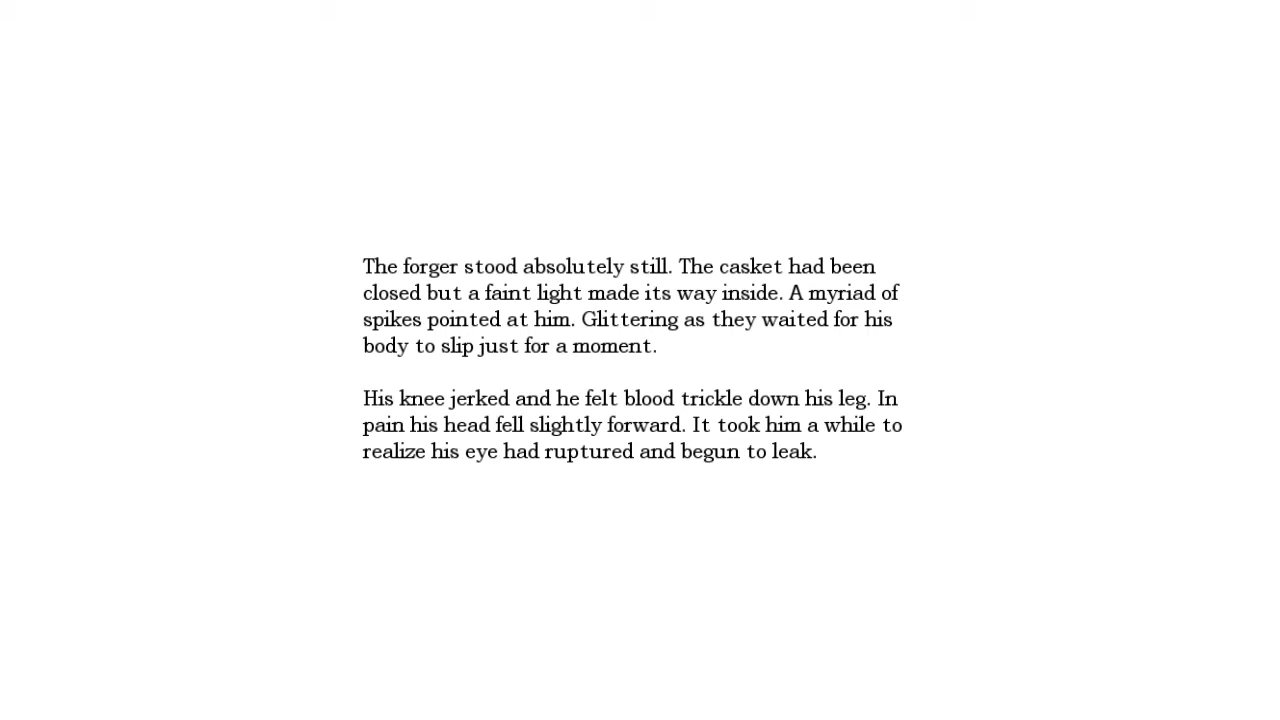 The forger stood absolutely still. The casket had been
closed but a faint light made its way inside. A myriad of
spikes pointed at him. Glittering as they waited for his
body to slip just for a moment.
His knee jerked and he felt blood trickle down his leg. In
pain his head fell slightly forward. It took him a while to
realize his eye had ruptured and begun to leak.